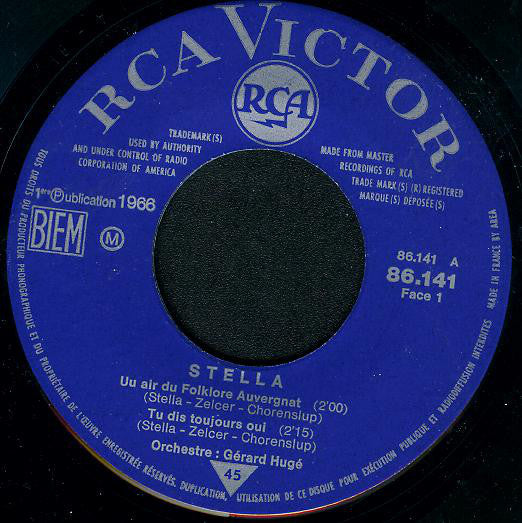 RCA VICTOR
RCA
TRADEMARK(S)
USED BY AUTHORITY
AND UNDER CONTROL OF RADIO
CORPORATION OF AMERICA
MADE FROM MASTER
RECORDINGS OF RCA
TRADE MARK(S) (R) REGISTERED
MARQUE(S) DÉPOSÉE(S)
1ère Ⓟublication 1966
BIEM
M
86.141 A
86.141
Face 1
STELLA
Uu air du Folklore Auvergnat (2'00)
(Stella - Zelcer - Chorenslup)
Tu dis toujours oui (2'15)
(Stella - Zelcer - Chorenslup)
Orchestre : Gérard Hugé
45
TOUS DROITS DU PRODUCTEUR PHONOGRAPHIQUE ET DU PROPRIÉTAIRE DE L'ŒUVRE ENREGISTRÉE RÉSERVÉS. DUPLICATION, UTILISATION DE CE DISQUE POUR EXÉCUTION PUBLIQUE ET RADIODIFFUSION INTERDITES
MADE IN FRANCE BY AREA